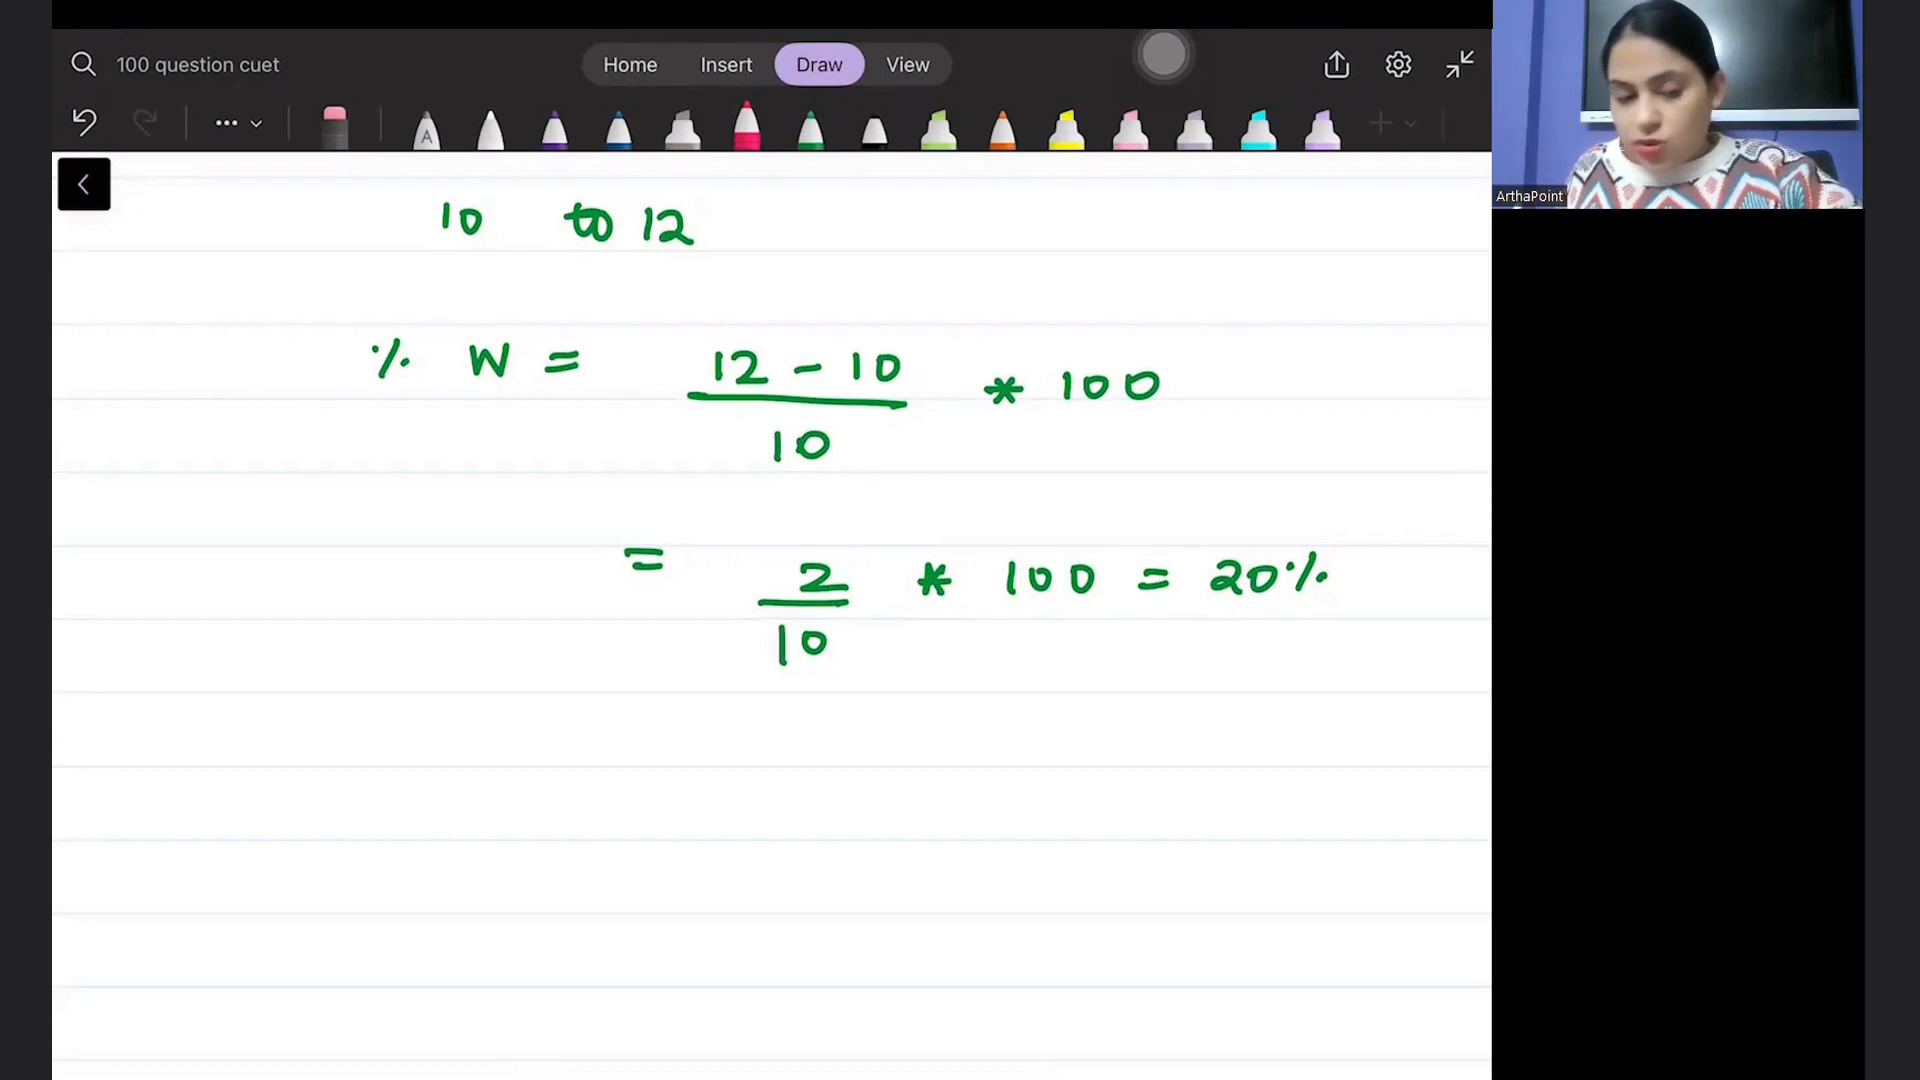 100 question cuet
Home Insert Draw View
A
ArthaPoint
10 to 12
% W = 12 - 10 * 100
10
= 2 * 100 = 20%
10